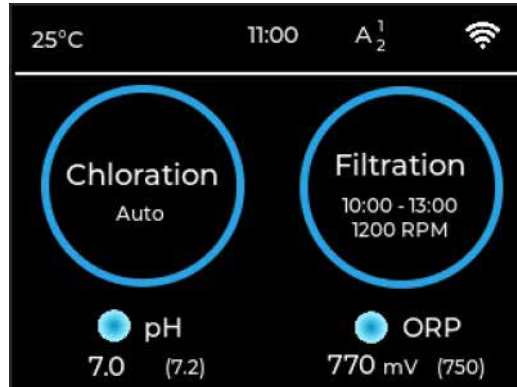 25°C 11:00 A 1 2
Chloration
Auto
Filtration
10:00 - 13:00
1200 RPM
pH
7.0 (7.2)
ORP
770 mV (750)